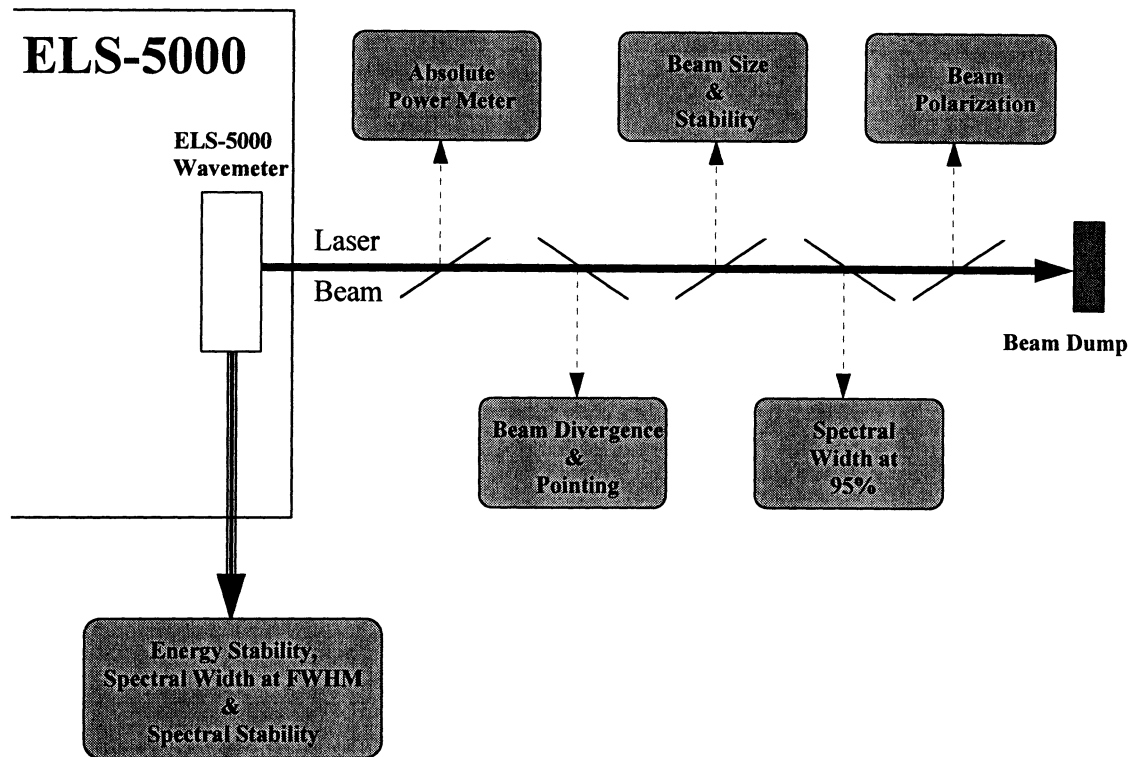 ELS-5000
ELS-5000
Wavemeter
Absolute
Power Meter
Beam Size
&
Stability
Beam
Polarization
Laser
Beam
Beam Dump
Beam Divergence
&
Pointing
Spectral
Width at
95%
Energy Stability,
Spectral Width at FWHM
&
Spectral Stability